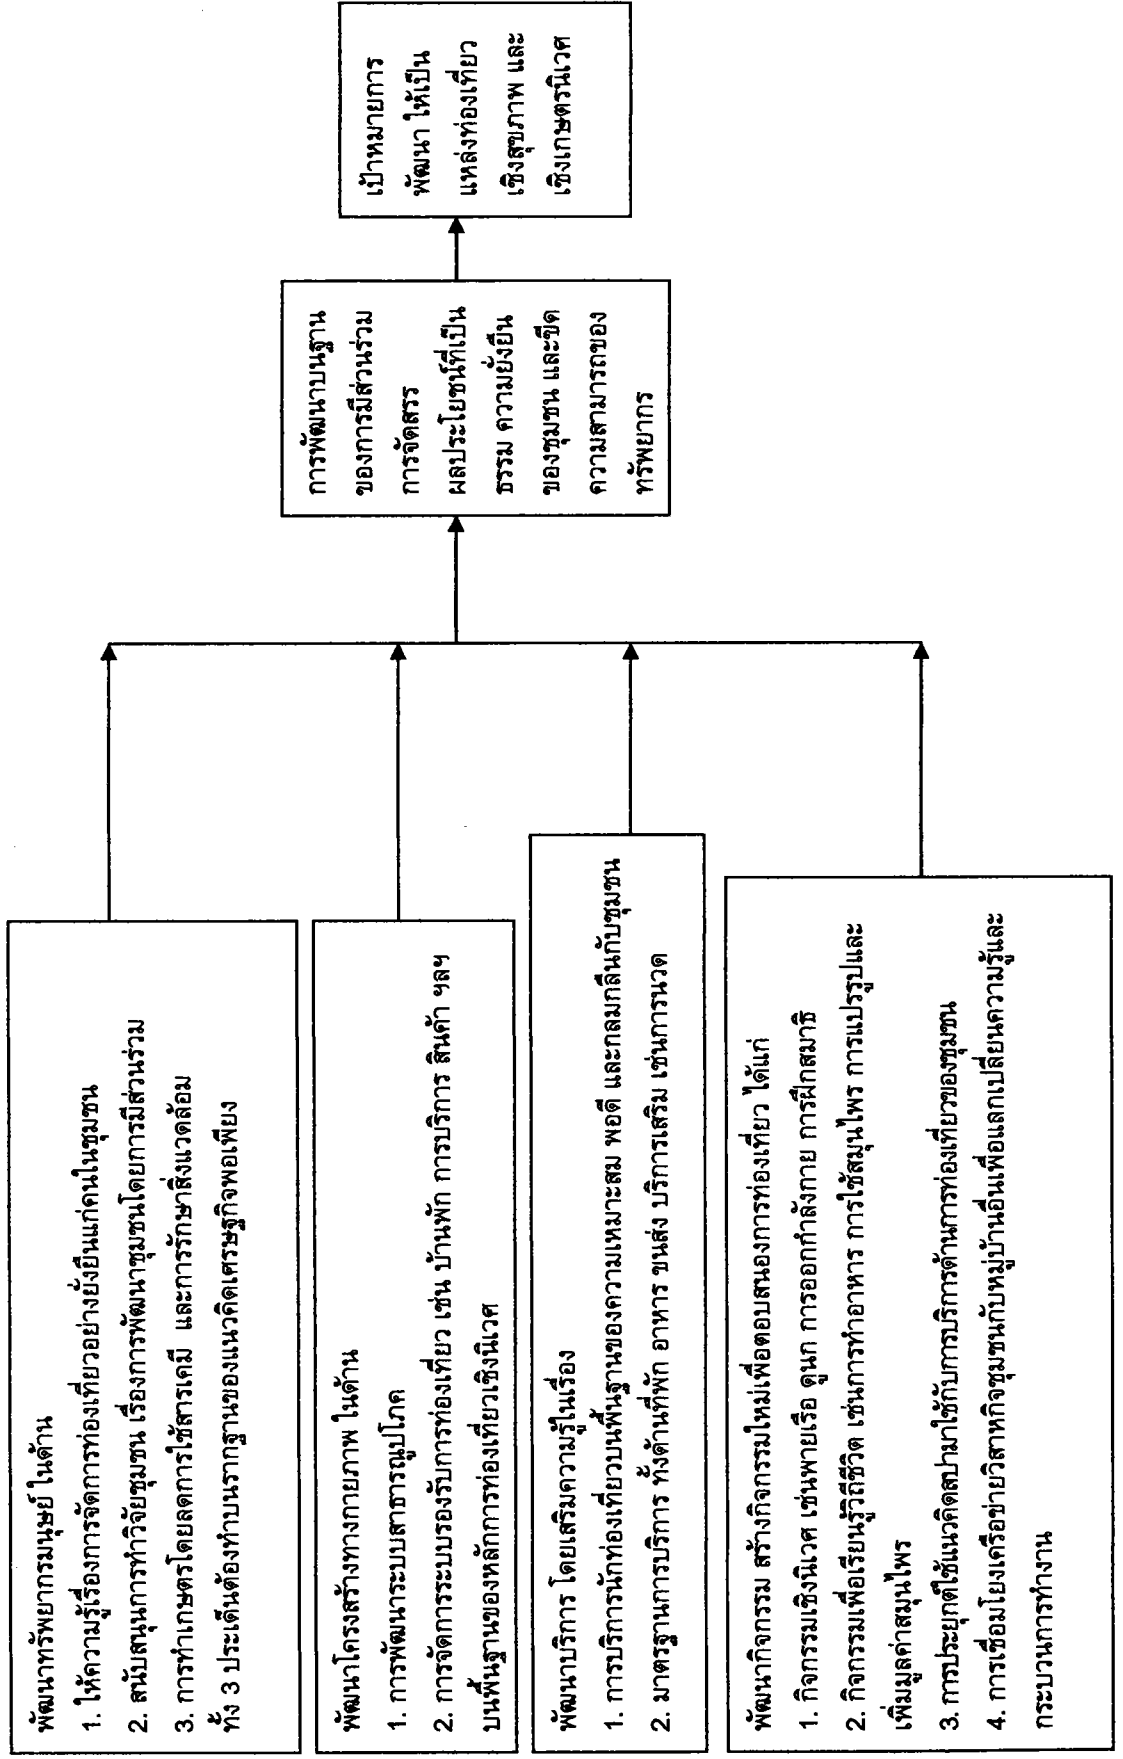 พัฒนาทรัพยากรมนุษย์ ในด้าน
1. ให้ความรู้เรื่องการจัดการท่องเที่ยวอย่างยั่งยืนแก่คนในชุมชน
2. สนับสนุนการทำวิจัยชุมชน เรื่องการพัฒนาชุมชนโดยการมีส่วนร่วม
3. การทำเกษตรโดยลดการใช้สารเคมี และการรักษาสิ่งแวดล้อม
ทั้ง 3 ประเด็นต้องทำบนรากฐานของแนวคิดเศรษฐกิจพอเพียง
พัฒนาโครงสร้างทางกายภาพ ในด้าน
1. การพัฒนาระบบสาธารณูปโภค
2. การจัดการระบบรองรับการท่องเที่ยว เช่น บ้านพัก การบริการ สินค้า ฯลฯ
บนพื้นฐานของหลักการท่องเที่ยวเชิงนิเวศ
พัฒนาบริการ โดยเสริมความรู้ในเรื่อง
1. การบริการนักท่องเที่ยวบนพื้นฐานของความเหมาะสม พอดี และกลมกลืนกับชุมชน
2. มาตรฐานการบริการ ทั้งด้านที่พัก อาหาร ขนส่ง บริการเสริม เช่นการนวด
พัฒนากิจกรรม สร้างกิจกรรมใหม่เพื่อตอบสนองการท่องเที่ยว ได้แก่
1. กิจกรรมเชิงนิเวศ เช่นพายเรือ ดูนก การออกกำลังกาย การฝึกสมาธิ
2. กิจกรรมเพื่อเรียนรู้วิถีชีวิต เช่นการทำอาหาร การใช้สมุนไพร การแปรรูปและ
เพิ่มมูลค่าสมุนไพร
3. การประยุกต์ใช้แนวคิดสปามาใช้กับการบริการด้านการท่องเที่ยวของชุมชน
4. การเชื่อมโยงเครือข่ายวิสาหกิจชุมชนกับหมู่บ้านอื่นเพื่อแลกเปลี่ยนความรู้และ
กระบวนการทำงาน
การพัฒนาบนฐาน
ของการมีส่วนร่วม
การจัดสรร
ผลประโยชน์ที่เป็น
ธรรม ความยั่งยืน
ของชุมชน และขีด
ความสามารถของ
ทรัพยากร
เป้าหมายการ
พัฒนา ให้เป็น
แหล่งท่องเที่ยว
เชิงสุขภาพ และ
เชิงเกษตรนิเวศ